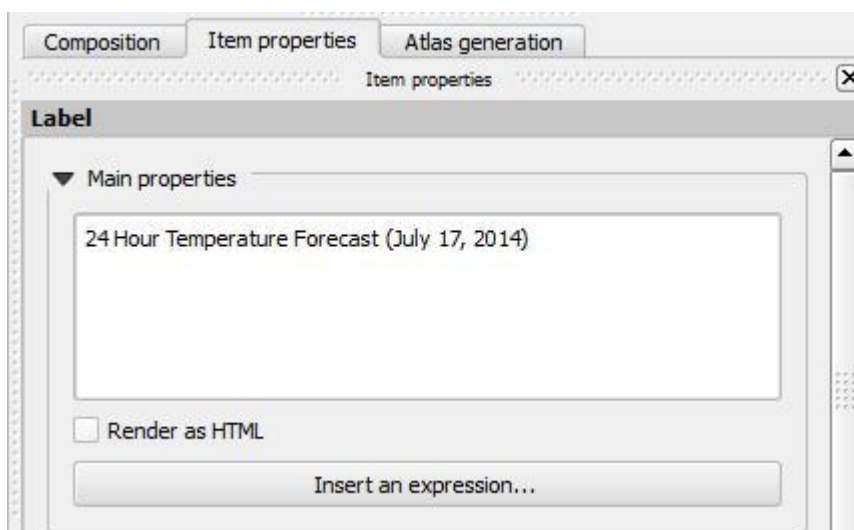 Composition Item properties Atlas generation
Item properties
Label
Main properties
24 Hour Temperature Forecast (July 17, 2014)
Render as HTML
Insert an expression...